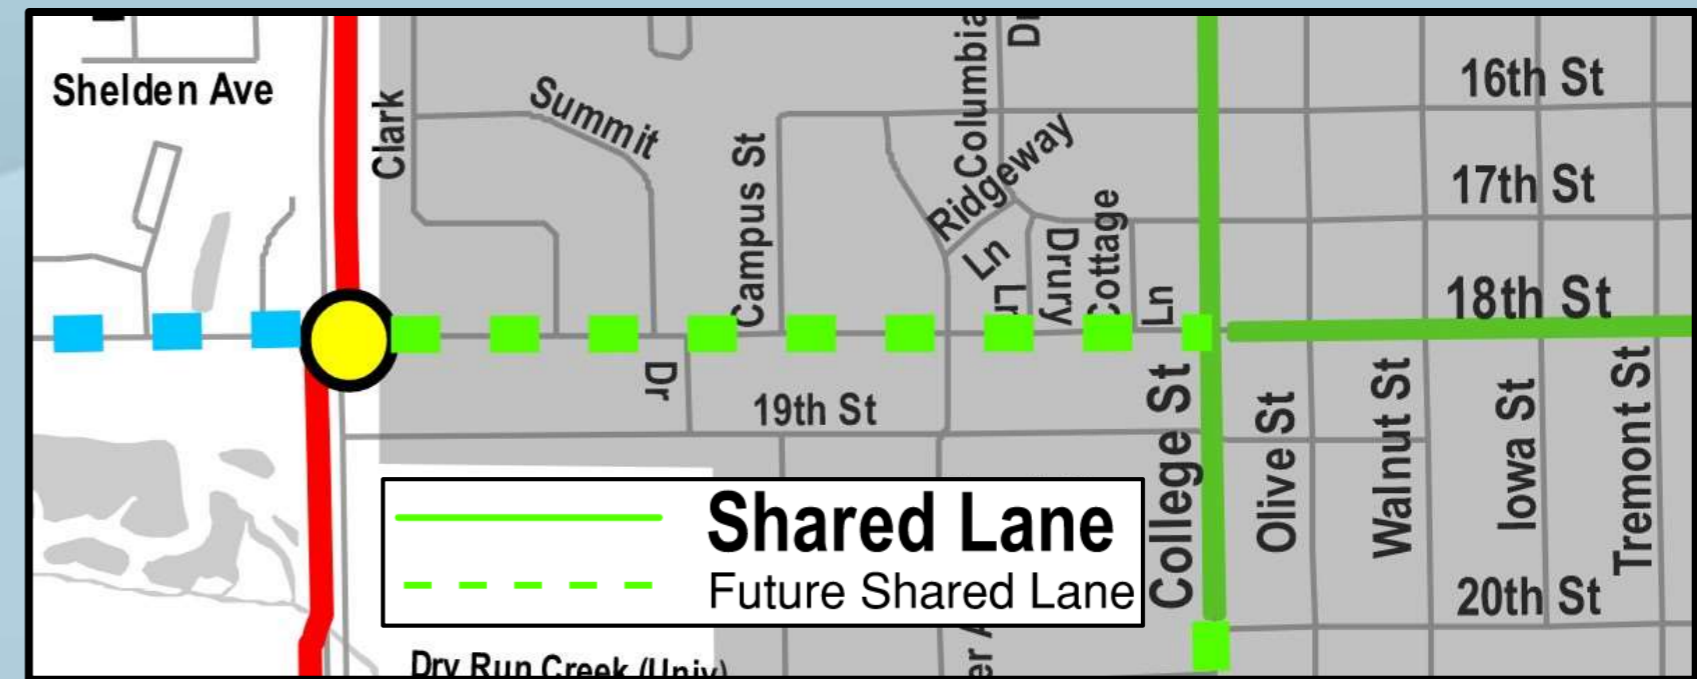 Shelden Ave
Clark
Summit
Dr
Campus St
Columbia
Dr
Ridgeway
Ln
Drury
Ln
Cottage
Ln
16th St
17th St
18th St
19th St
20th St
College St
Olive St
Walnut St
Iowa St
Tremont St
Shared Lane
Future Shared Lane
Dry Run Creek (Univ)